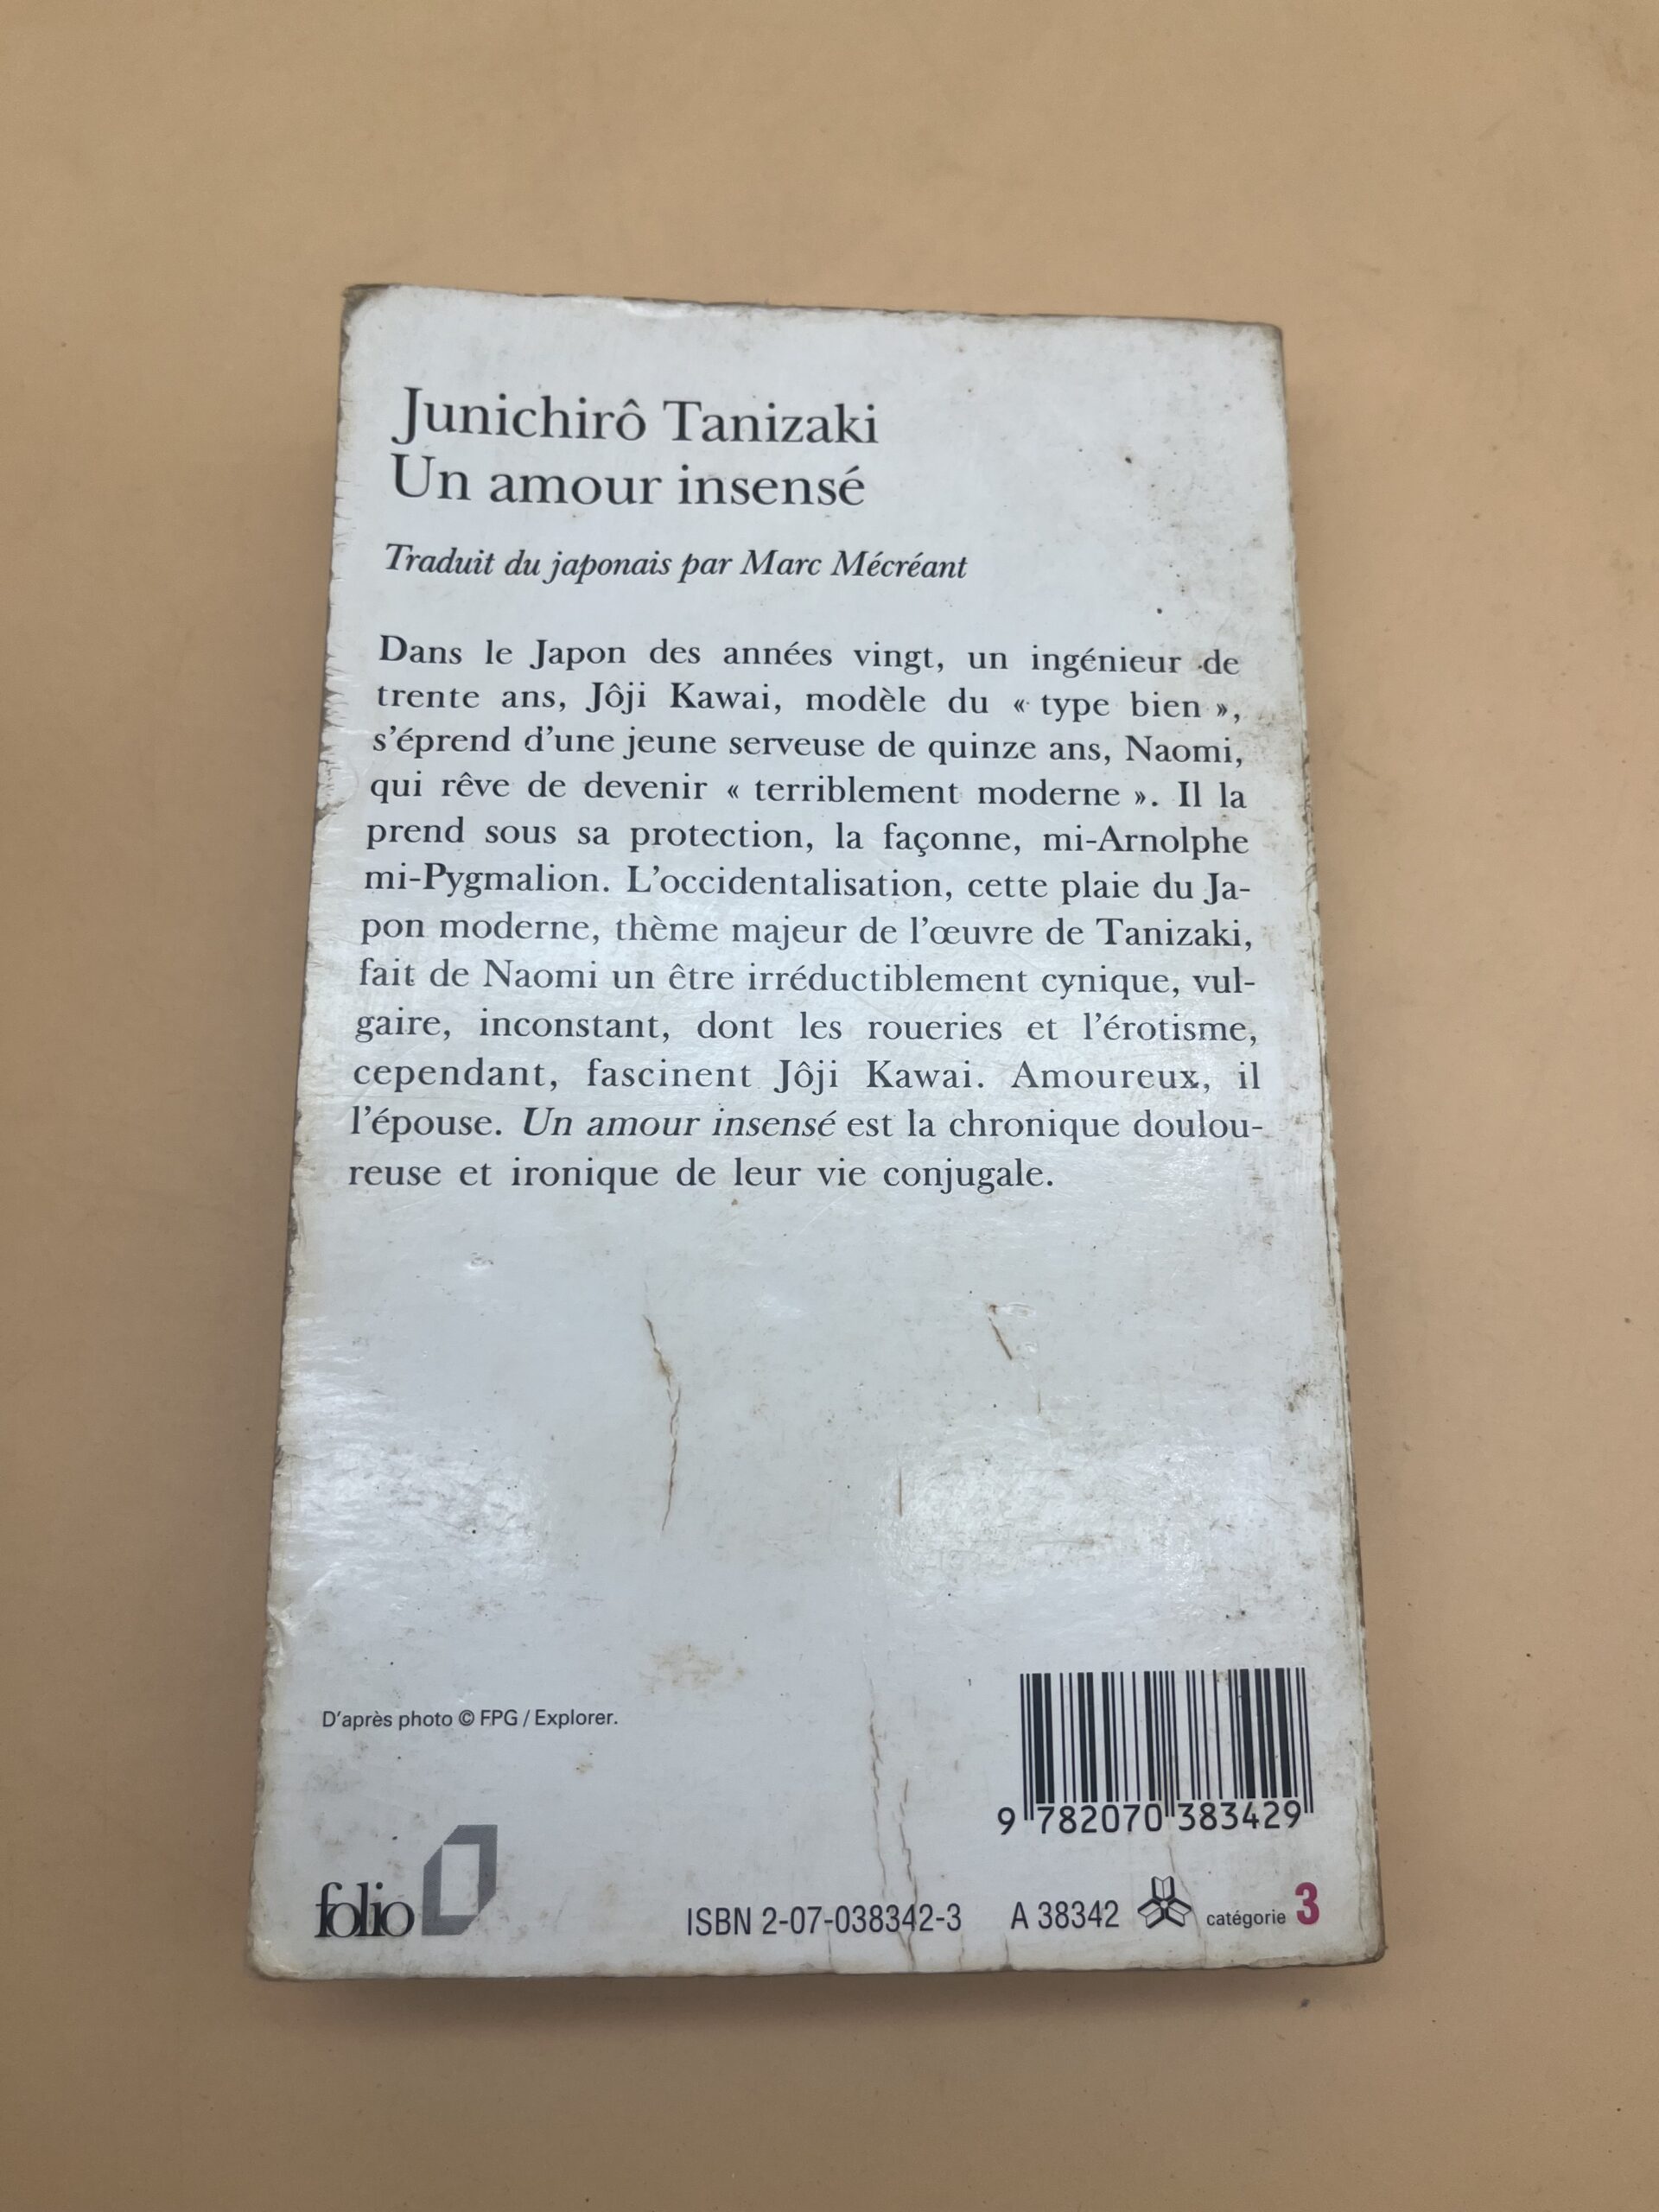 Junichirô Tanizaki
Un amour insensé
Traduit du japonais par Marc Mécréant
Dans le Japon des années vingt, un ingénieur de
trente ans, Jôji Kawai, modèle du « type bien »,
s'éprend d'une jeune serveuse de quinze ans, Naomi,
qui rêve de devenir « terriblement moderne ». Il la
prend sous sa protection, la façonne, mi-Arnolphe
mi-Pygmalion. L'occidentalisation, cette plaie du Ja-
pon moderne, thème majeur de l'œuvre de Tanizaki,
fait de Naomi un être irréductiblement cynique, vul-
gaire, inconstant, dont les roueries et l'érotisme,
cependant, fascinent Jôji Kawai. Amoureux, il
l'épouse. Un amour insensé est la chronique doulou-
reuse et ironique de leur vie conjugale.
D'après photo © FPG / Explorer.
9 782070 383429
folio
ISBN 2-07-038342-3 A 38342 catégorie 3